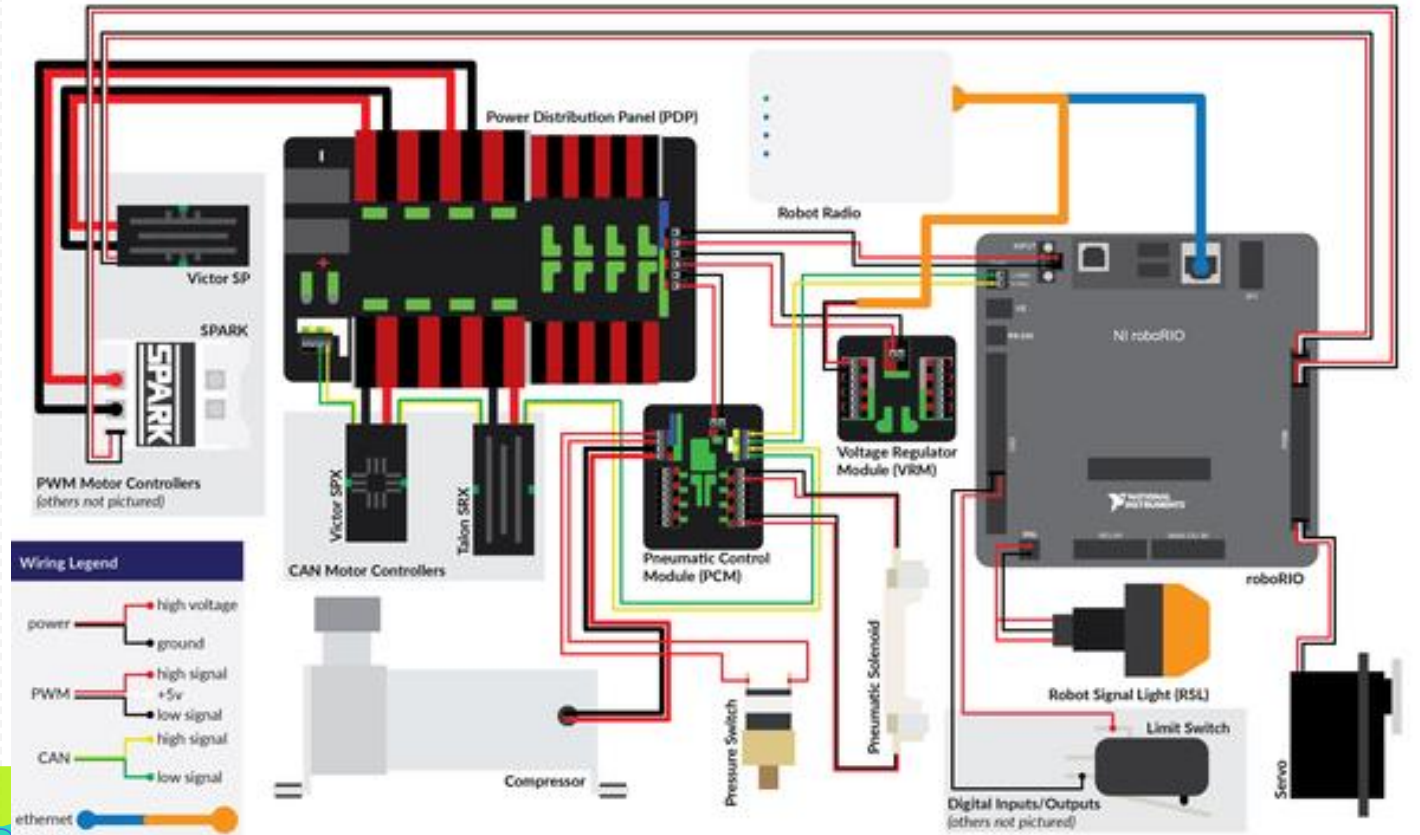 Power Distribution Panel (PDP)
Robot Radio
Victor SP
SPARK
SPARK
PWM Motor Controllers
(others not pictured)
INPUT
NI roboRIO
Voltage Regulator
Module (VRM)
Victor SPX
Talon SRX
CAN Motor Controllers
Pneumatic Control
Module (PCM)
NATIONAL
INSTRUMENTS
roboRIO
Wiring Legend
power
high voltage
ground
PWM
high signal
+5v
low signal
CAN
high signal
low signal
ethernet
Compressor
Pressure Switch
Pneumatic Solenoid
Robot Signal Light (RSL)
Limit Switch
Digital Inputs/Outputs
(others not pictured)
Servo